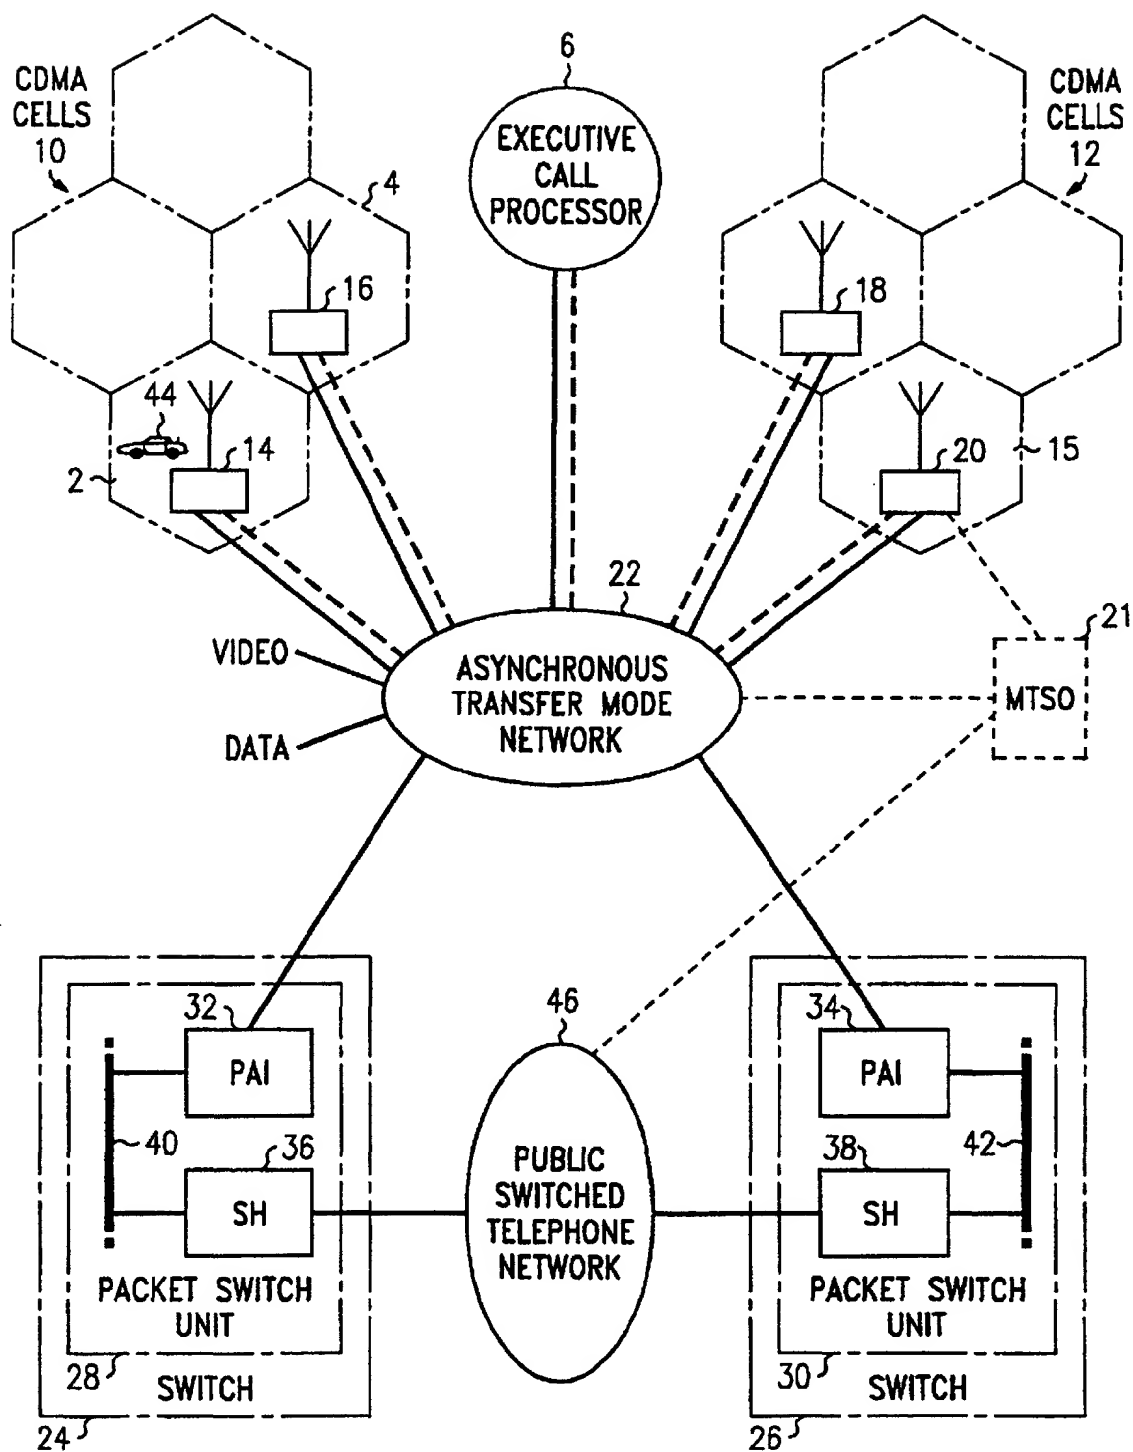 CDMA
CELLS
10
4
16
44
14
2
6
EXECUTIVE
CALL
PROCESSOR
CDMA
CELLS
12
18
20
15
22
21
VIDEO
DATA
ASYNCHRONOUS
TRANSFER MODE
NETWORK
MTSO
32
PAI
40
36
SH
PACKET SWITCH
UNIT
28
SWITCH
24
46
PUBLIC
SWITCHED
TELEPHONE
NETWORK
34
PAI
42
38
SH
PACKET SWITCH
UNIT
30
SWITCH
26